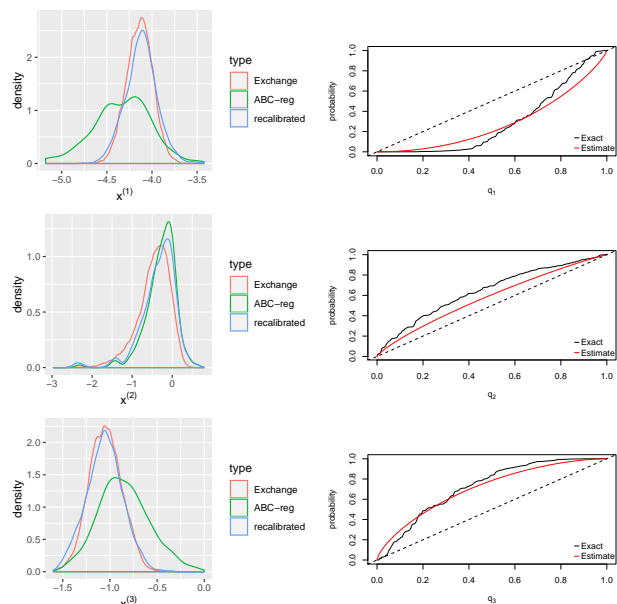 type
Exchange
ABC−reg
recalibrated
density
2
1
0
−5.0 −4.5 −4.0 −3.5
x(1)
probability
0.0 0.2 0.4 0.6 0.8 1.0
Exact
Estimate
0.0 0.2 0.4 0.6 0.8 1.0
q1
type
Exchange
ABC−reg
recalibrated
density
1.0
0.5
0.0
−3 −2 −1 0
x(2)
probability
0.0 0.2 0.4 0.6 0.8 1.0
Exact
Estimate
0.0 0.2 0.4 0.6 0.8 1.0
q2
type
Exchange
ABC−reg
recalibrated
density
2.0
1.5
1.0
0.5
0.0
−1.5 −1.0 −0.5 0.0
x(3)
probability
0.0 0.2 0.4 0.6 0.8 1.0
Exact
Estimate
0.0 0.2 0.4 0.6 0.8 1.0
q3